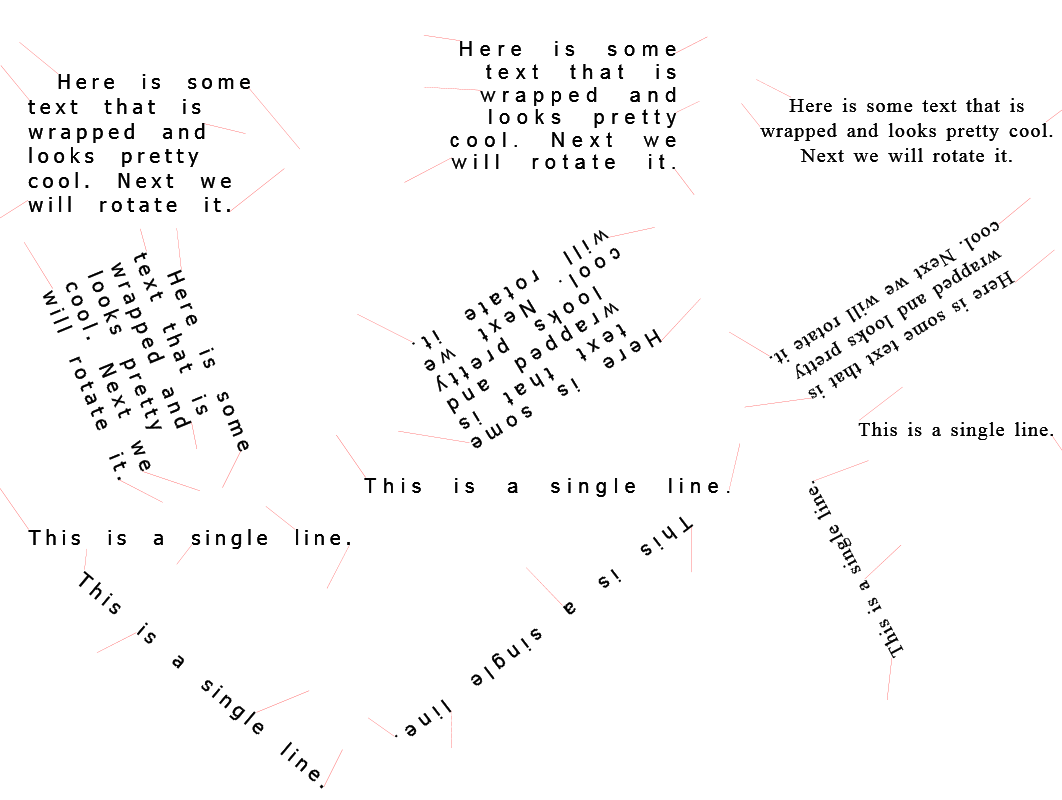 Here is some
text that is
wrapped and
looks pretty
cool. Next we
will rotate it.
Here is some
text that is
wrapped and
looks pretty
cool. Next we
will rotate it.
Here is some text that is
wrapped and looks pretty cool.
Next we will rotate it.
Here is some
text that is
wrapped and
looks pretty
cool. Next we
will rotate it.
Here is some
text that is
wrapped and
looks pretty
cool. Next we
will rotate it.
Here is some text that is
wrapped and looks pretty
cool. Next we will rotate it.
This is a single line.
This is a single line.
This is a single line.
This is a single line.
This is a single line.
This is a single line.